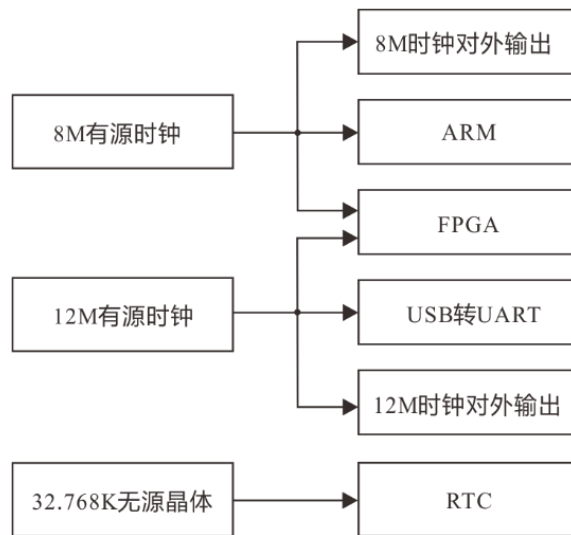 8M时钟对外输出
8M有源时钟
ARM
FPGA
12M有源时钟
USB转UART
12M时钟对外输出
32.768K无源晶体
RTC